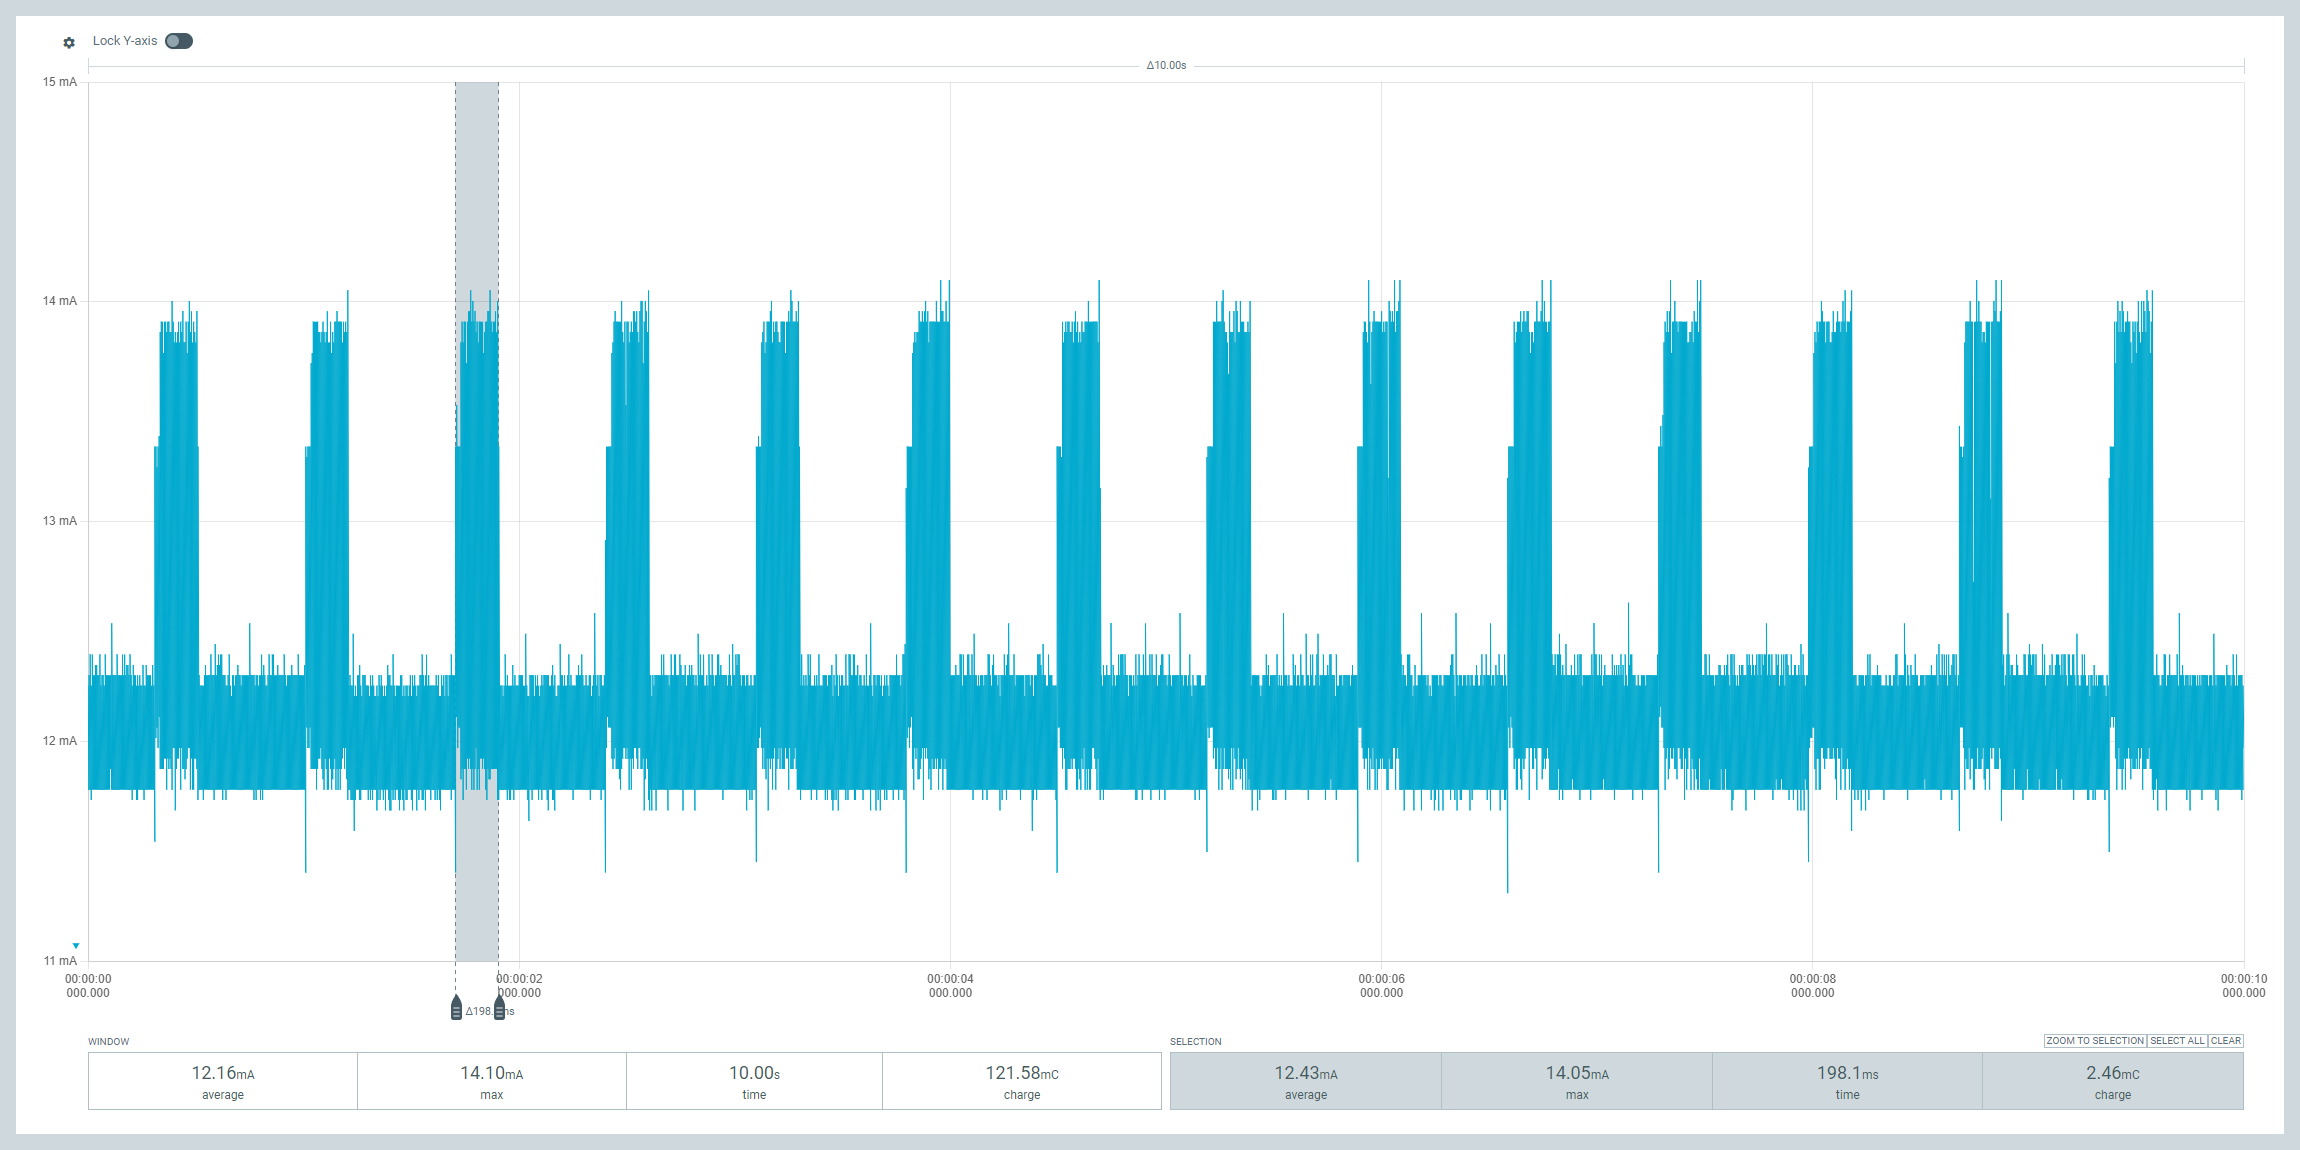 Lock Y-axis
Δ10.00s
15 mA
14 mA
13 mA
12 mA
11 mA
00:00:00 00:00:02 00:00:04 00:00:06 00:00:08 00:00:10
000.000 000.000 000.000 000.000 000.000 000.000
Δ198. ms
WINDOW
12.16mA 14.10mA 10.00s 121.58mC
average max time charge
SELECTION
ZOOM TO SELECTION SELECT ALL CLEAR
12.43mA 14.05mA 198.1ms 2.46mC
average max time charge